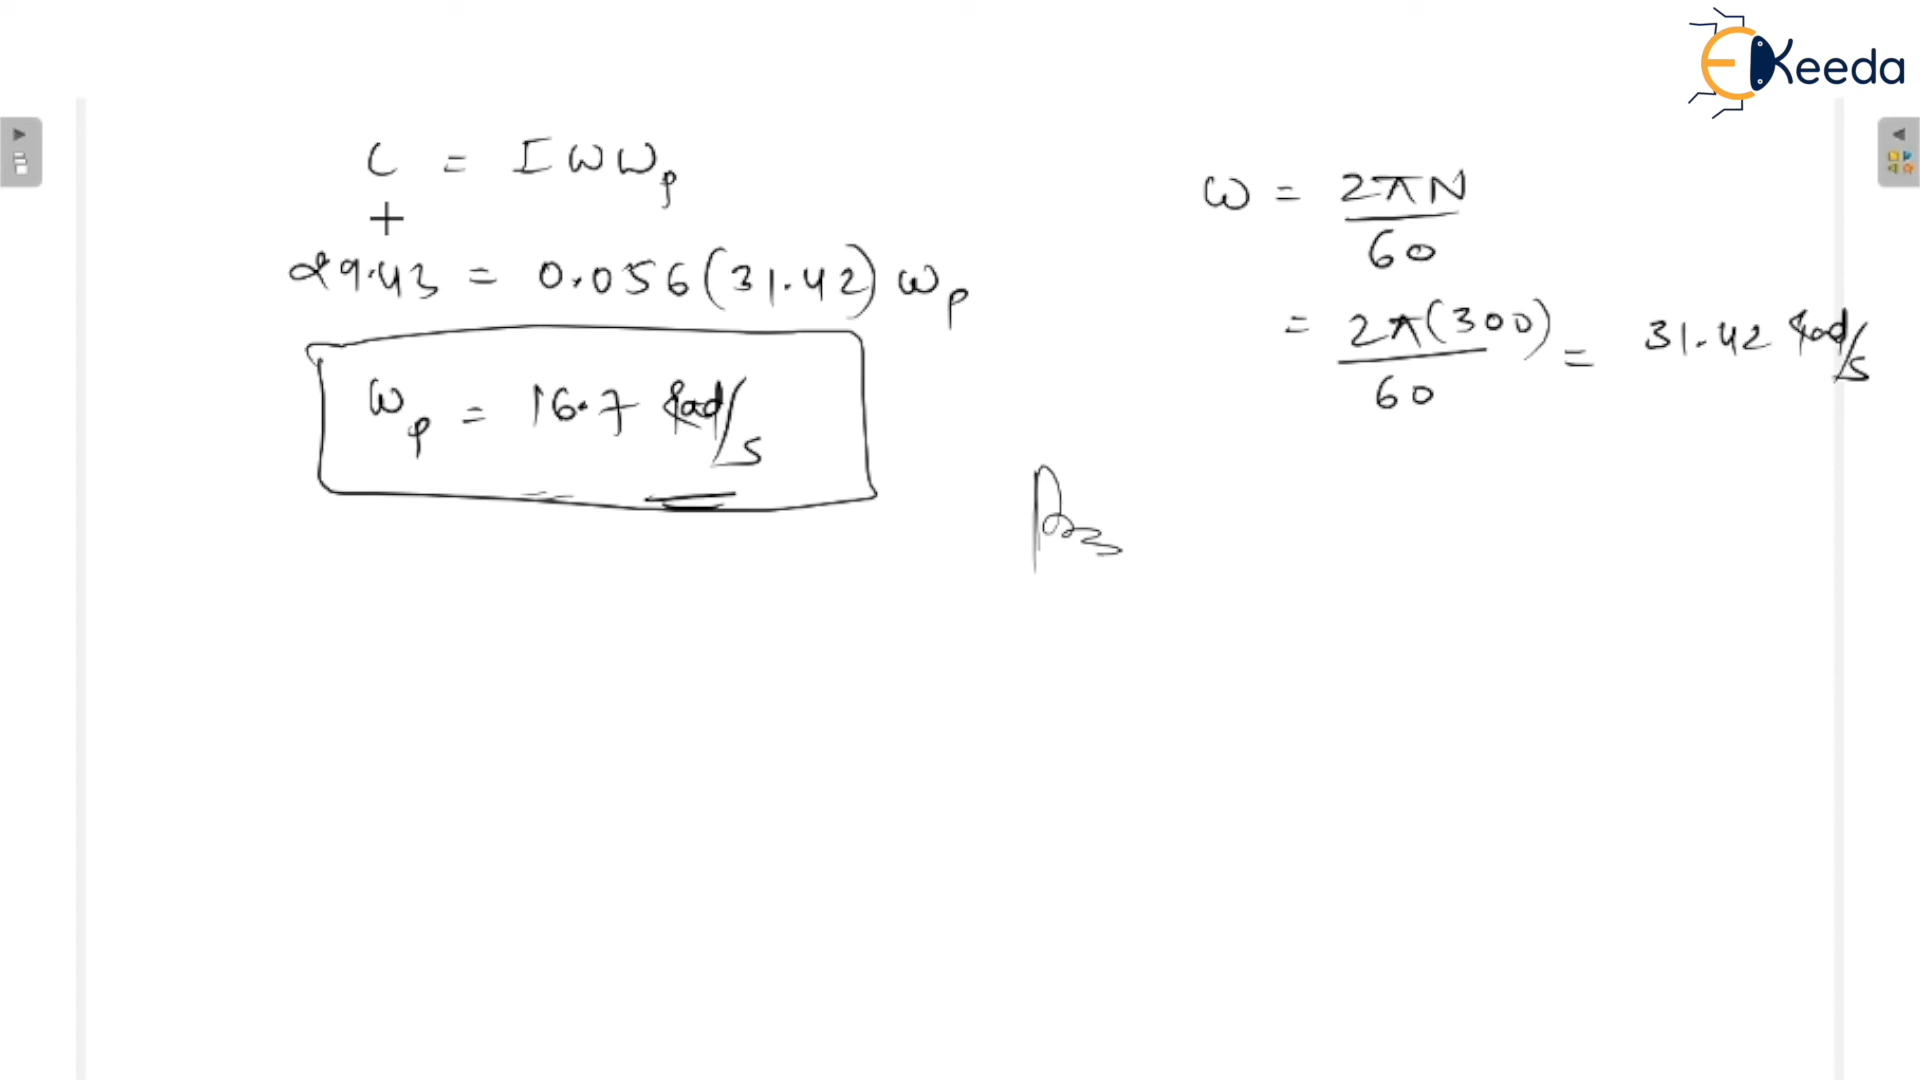 EKeeda
C = I ω ω_p
29.43 = 0.056 (31.42) ω_p
ω_p = 16.7 rad/s
ω = 2πN / 60
= 2π(300) / 60 = 31.42 rad/s